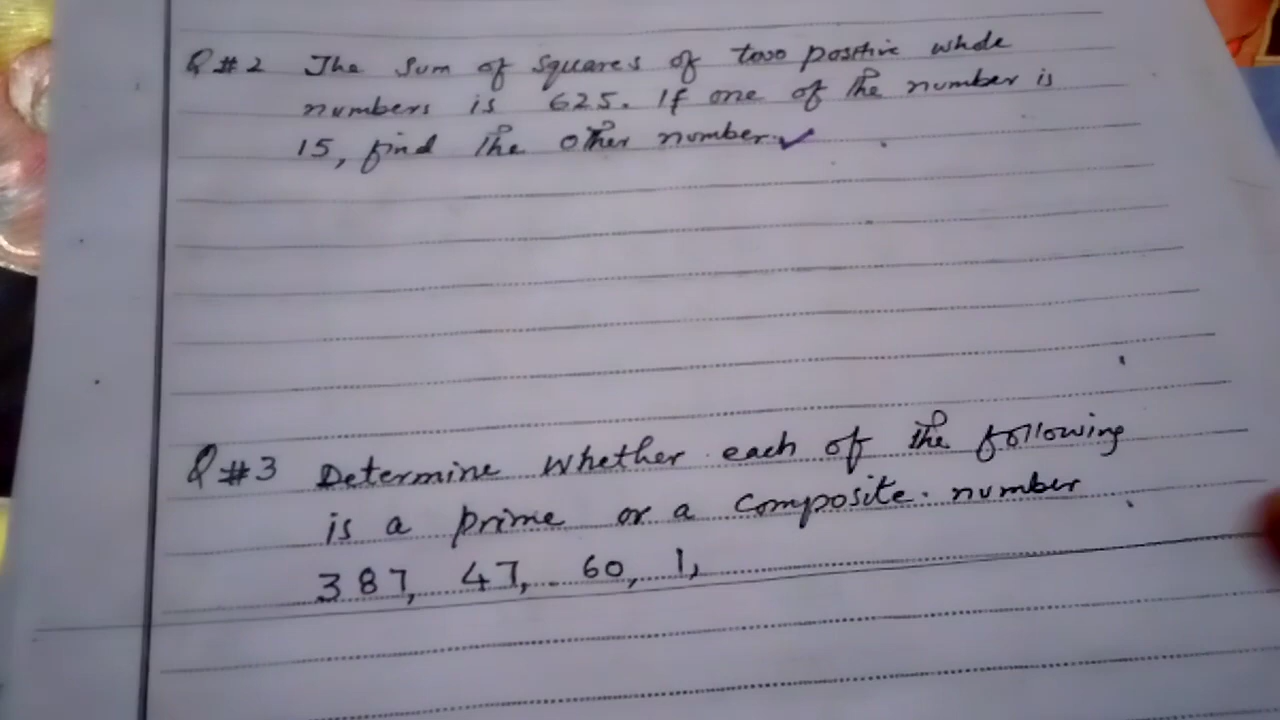 Q #2 The sum of squares of two positive whole
numbers is 625. If one of the number is
15, find the other number.
Q #3 Determine whether each of the following
is a prime or a composite. number
387, 47, 60, 1,